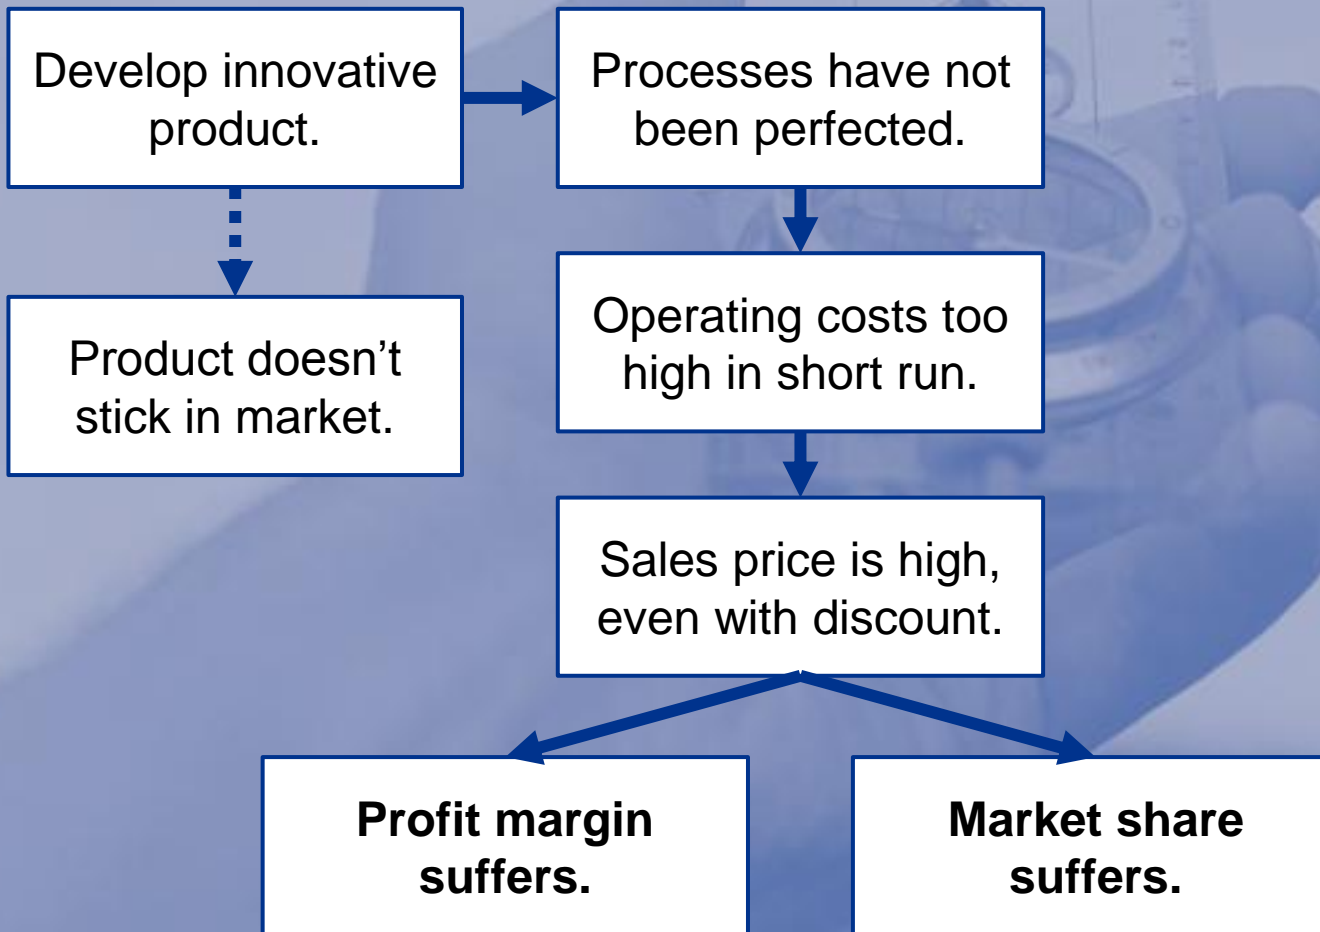 Develop innovative
product.
Processes have not
been perfected.
Product doesn’t
stick in market.
Operating costs too
high in short run.
Sales price is high,
even with discount.
Profit margin
suffers.
Market share
suffers.